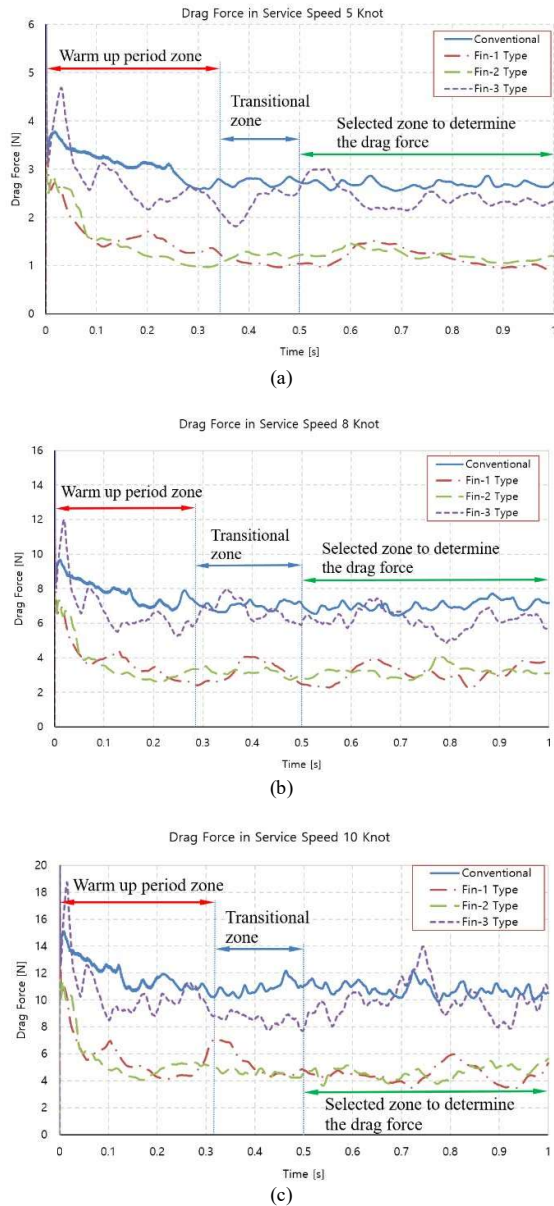 Drag Force in Service Speed 5 Knot
6
5
4
3
2
1
0
Drag Force [N]
Warm up period zone
Transitional
zone
Selected zone to determine
the drag force
Conventional
Fin-1 Type
Fin-2 Type
Fin-3 Type
0 0.1 0.2 0.3 0.4 0.5 0.6 0.7 0.8 0.9 1
Time [s]
(a)
Drag Force in Service Speed 8 Knot
16
14
12
10
8
6
4
2
0
Drag Force [N]
Warm up period zone
Transitional
zone
Selected zone to determine
the drag force
Conventional
Fin-1 Type
Fin-2 Type
Fin-3 Type
0 0.1 0.2 0.3 0.4 0.5 0.6 0.7 0.8 0.9 1
Time [s]
(b)
Drag Force in Service Speed 10 Knot
20
18
16
14
12
10
8
6
4
2
0
Drag Force [N]
Warm up period zone
Transitional
zone
Conventional
Fin-1 Type
Fin-2 Type
Fin-3 Type
Selected zone to determine
the drag force
0 0.1 0.2 0.3 0.4 0.5 0.6 0.7 0.8 0.9 1
Time [s]
(c)